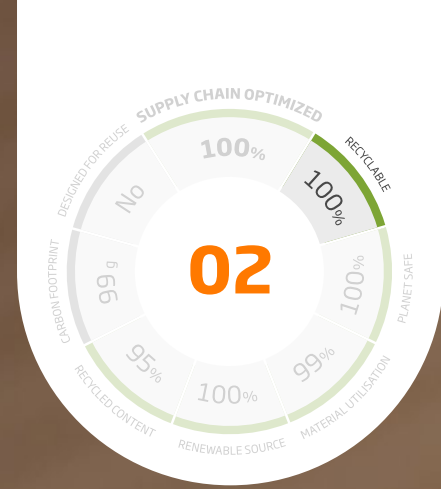 SUPPLY CHAIN OPTIMIZED
100%
RECYCLABLE
100%
PLANET SAFE
100%
MATERIAL UTILISATION
99%
RENEWABLE SOURCE
100%
RECYCLED CONTENT
95%
CARBON FOOTPRINT
66 g
DESIGNED FOR REUSE
No
02